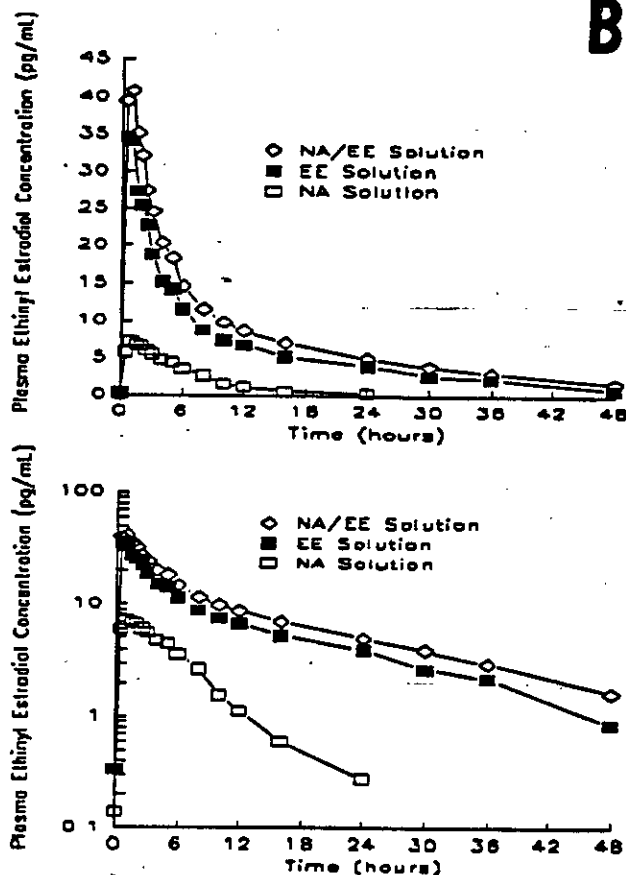 B
Plasma Ethinyl Estradiol Concentration (pg/mL)
45
40
35
30
25
20
15
10
5
0
NA/EE Solution
EE Solution
NA Solution
0 6 12 18 24 30 36 42 48
Time (hours)
Plasma Ethinyl Estradiol Concentration (pg/mL)
100
10
1
0 1
NA/EE Solution
EE Solution
NA Solution
0 6 12 18 24 30 36 42 48
Time (hours)